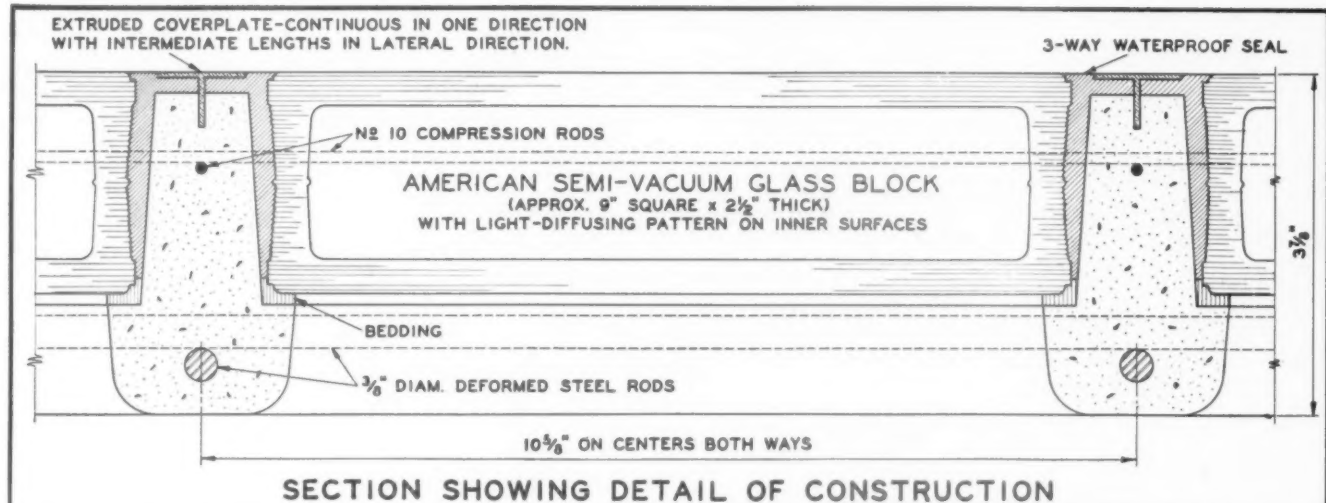 EXTRUDED COVERPLATE-CONTINUOUS IN ONE DIRECTION
WITH INTERMEDIATE LENGTHS IN LATERAL DIRECTION.
3-WAY WATERPROOF SEAL
Nº 10 COMPRESSION RODS
AMERICAN SEMI-VACUUM GLASS BLOCK
(APPROX. 9" SQUARE x 2½" THICK)
WITH LIGHT-DIFFUSING PATTERN ON INNER SURFACES
3⅞"
BEDDING
⅜" DIAM. DEFORMED STEEL RODS
10⅝" ON CENTERS BOTH WAYS
SECTION SHOWING DETAIL OF CONSTRUCTION